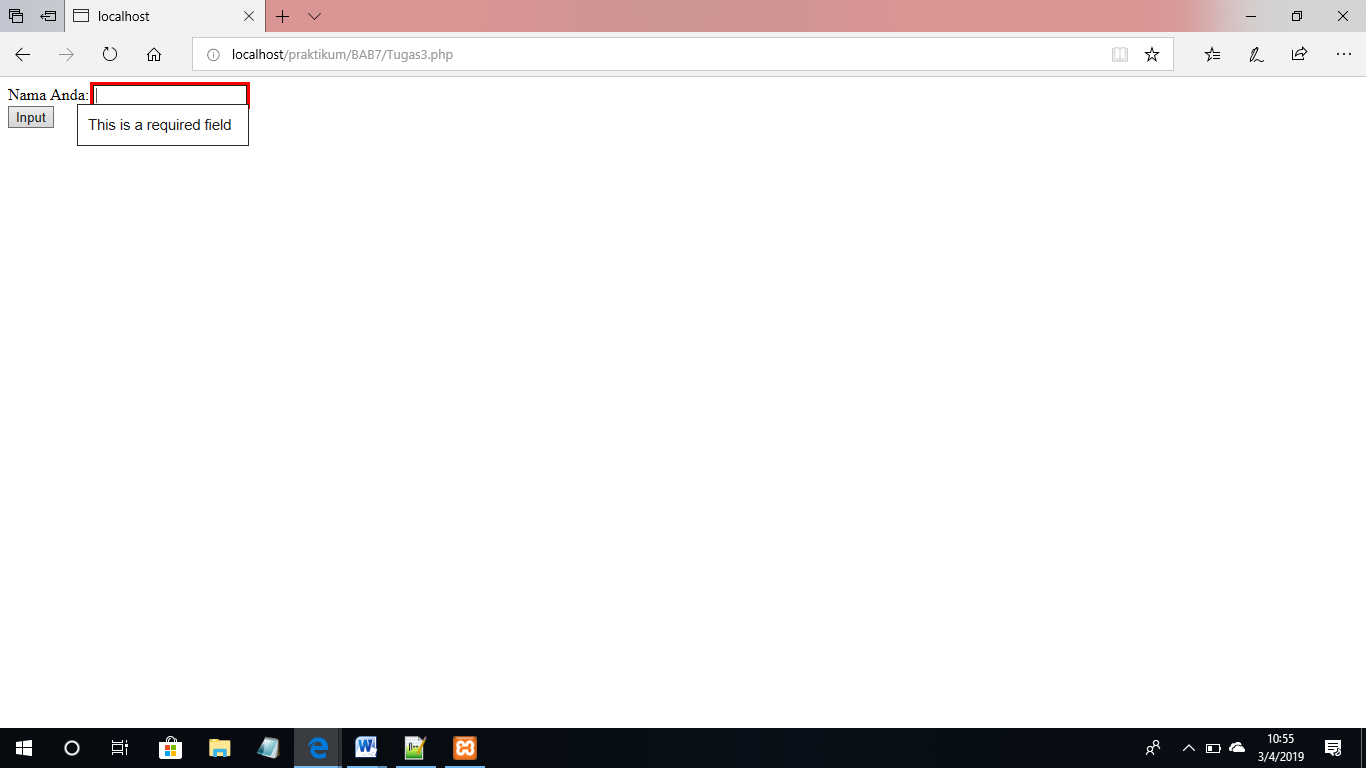 localhost
localhost/praktikum/BAB7/Tugas3.php
Nama Anda:
Input
This is a required field
10:55
3/4/2019